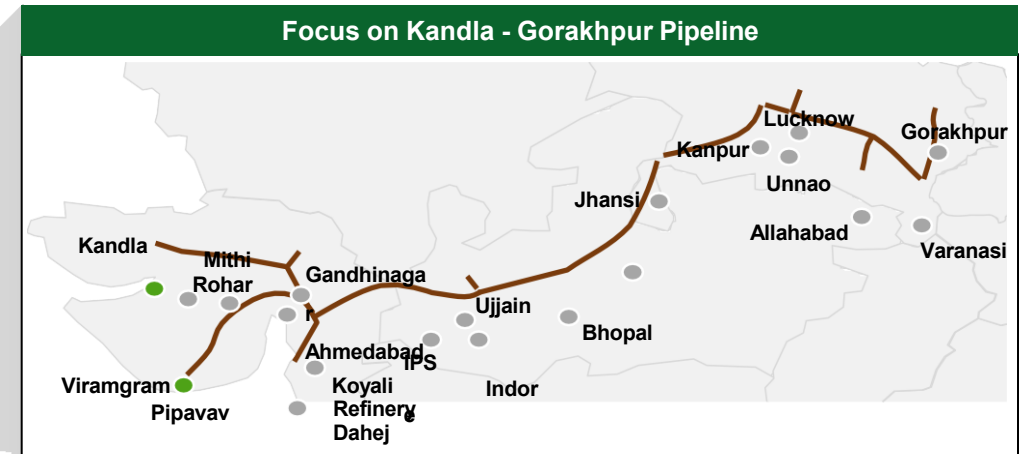 Focus on Kandla - Gorakhpur Pipeline
Lucknow
Gorakhpur
Kanpur
Unnao
Jhansi
Allahabad
Varanasi
Kandla
Mithi
Rohar
Gandhinaga
r
Ujjain
Bhopal
Ahmedabad
IPS
Viramgram
Pipavav
Koyali
Refinery
Dahej
Indor
e